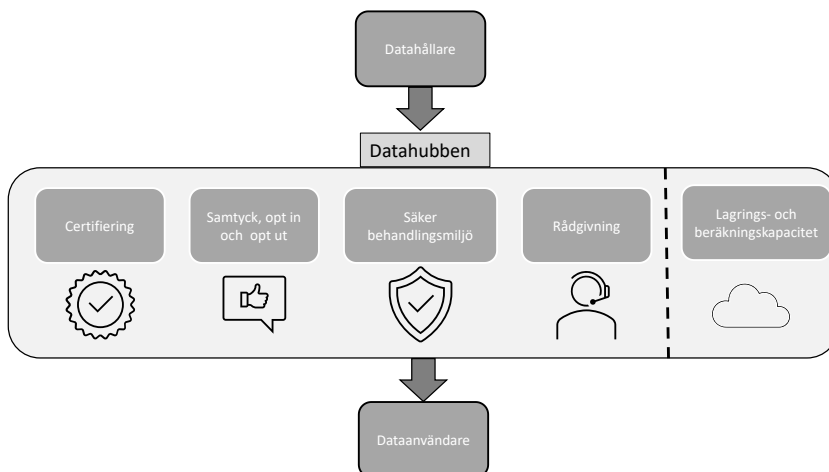 Datahållare
Datahubben
Certifiering
Samtyck, opt in
och opt ut
Säker
behandlingsmiljö
Rådgivning
Lagrings- och
beräkningskapacitet
Dataanvändare